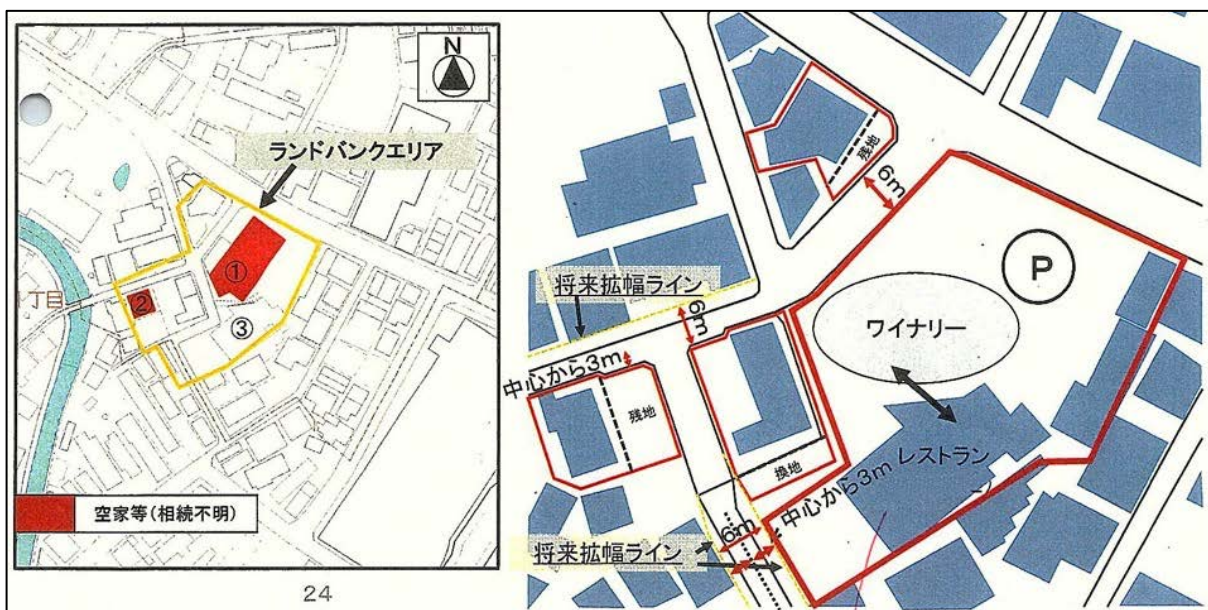 N
ランドバンクエリア
①
②
③
丁目
空家等(相続不明)
24
残地
6m
P
将来拡幅ライン
ワイナリー
6m
中心から3m
残地
換地
中心から3m
レストラン
6m
将来拡幅ライン